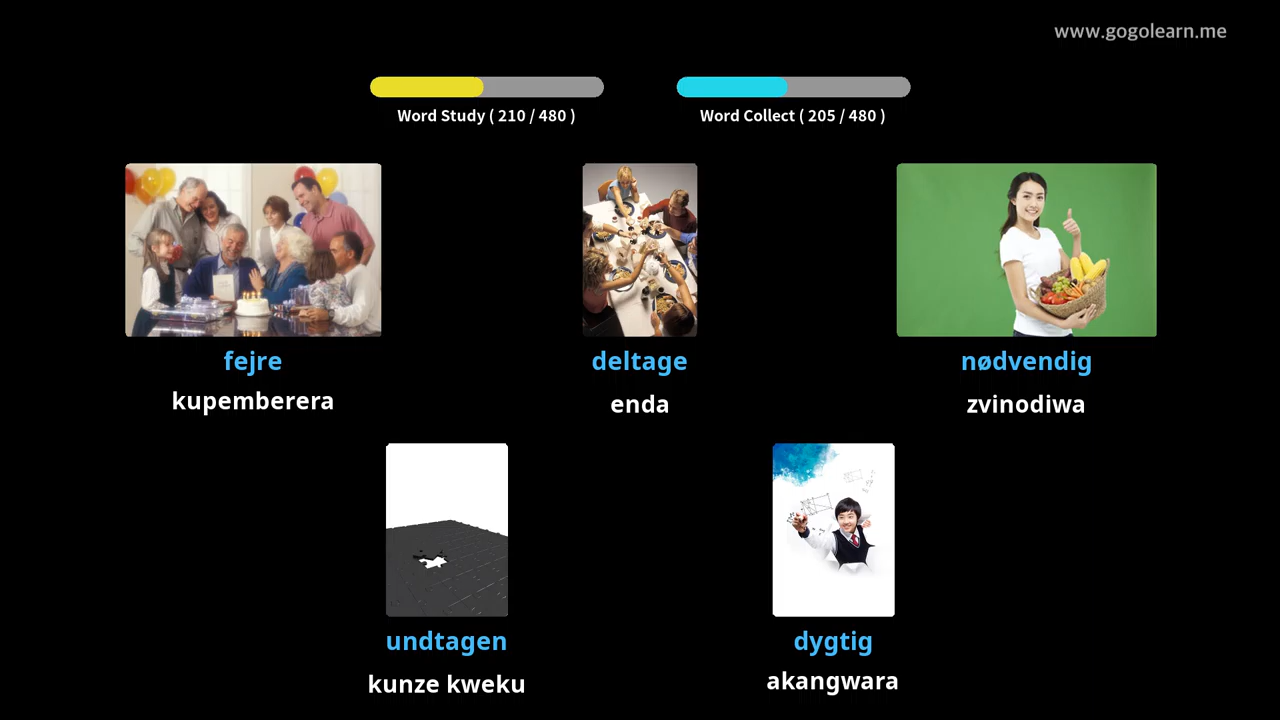 www.gogolearn.me
Word Study ( 210 / 480 )
Word Collect ( 205 / 480 )
fejre
kupemberera
deltage
enda
nødvendig
zvinodiwa
undtagen
kunze kweku
dygtig
akangwara